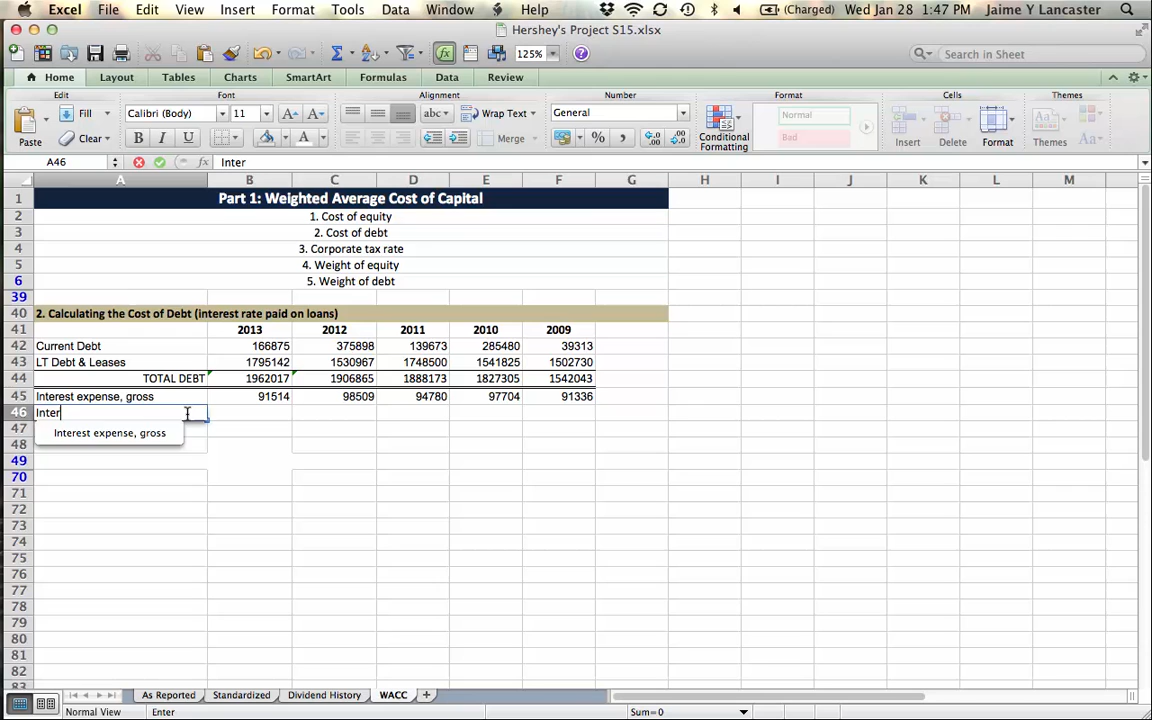 Excel File Edit View Insert Format Tools Data Window Help (Charged) Wed Jan 28 1:47 PM Jaime Y Lancaster
Hershey's Project S15.xlsx
125% Search in Sheet
Home Layout Tables Charts SmartArt Formulas Data Review
Edit Font Alignment Number Format Cells Themes
Paste Fill Clear Calibri (Body) 11 A A abc Wrap Text General Conditional Formatting Normal Insert Delete Format Themes Aa
B I U A Merge % , .0 .00 Bad
A46 fx Inter
A B C D E F G H I J K L M
1 Part 1: Weighted Average Cost of Capital
2 1. Cost of equity
3 2. Cost of debt
4 3. Corporate tax rate
5 4. Weight of equity
6 5. Weight of debt
39
40 2. Calculating the Cost of Debt (interest rate paid on loans)
41 2013 2012 2011 2010 2009
42 Current Debt 166875 375898 139673 285480 39313
43 LT Debt & Leases 1795142 1530967 1748500 1541825 1502730
44 TOTAL DEBT 1962017 1906865 1888173 1827305 1542043
45 Interest expense, gross 91514 98509 94780 97704 91336
46 Inter
47 Interest expense, gross
48
49
70
71
72
73
74
75
76
77
78
79
80
81
82
83
As Reported Standardized Dividend History WACC
Normal View Enter Sum=0